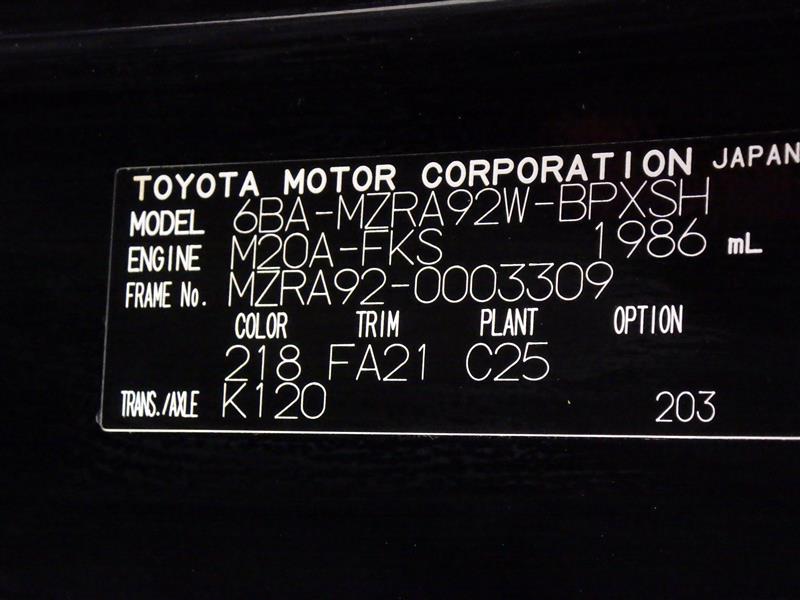 TOYOTA MOTOR CORPORATION JAPAN
MODEL 6BA-MZRA92W-BPXSH
ENGINE M20A-FKS 1986 mL
FRAME No. MZRA92-0003309
COLOR TRIM PLANT OPTION
218 FA21 C25
TRANS./AXLE K120 203